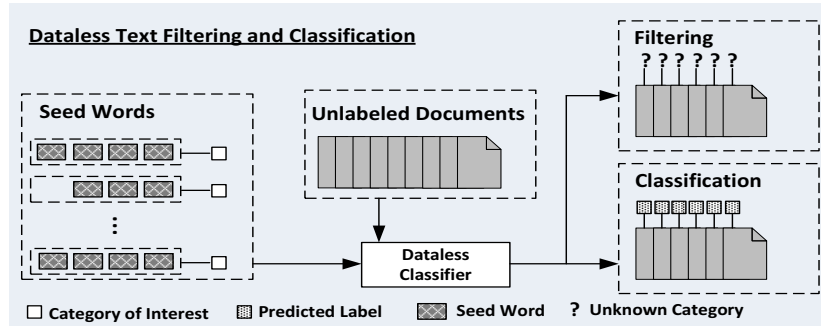 Dataless Text Filtering and Classification
Seed Words
Unlabeled Documents
Filtering
? ? ? ? ? ?
Classification
Dataless
Classifier
Category of Interest
Predicted Label
Seed Word
? Unknown Category